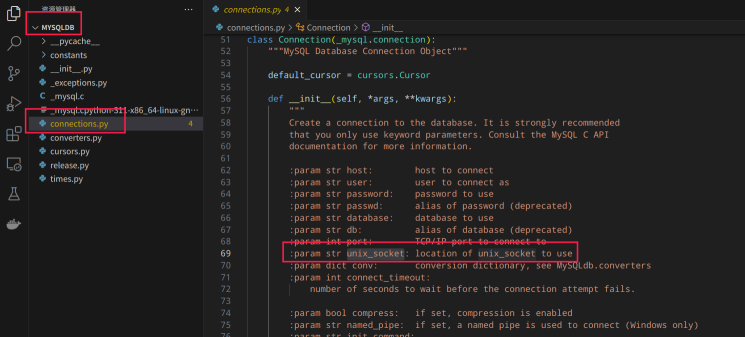 资源管理器
MYSQLDB
__pycache__
constants
__init__.py
_exceptions.py
C _mysql.c
_mysql.cpython-311-x86_64-linux-gn...
connections.py 4
converters.py
cursors.py
release.py
times.py
connections.py 4
connections.py > Connection > __init__
51 class Connection(_mysql.connection):
52 """MySQL Database Connection Object"""
53
54 default_cursor = cursors.Cursor
55
56 def __init__(self, *args, **kwargs):
57 """
58 Create a connection to the database. It is strongly recommended
59 that you only use keyword parameters. Consult the MySQL C API
60 documentation for more information.
61
62 :param str host: host to connect
63 :param str user: user to connect as
64 :param str password: password to use
65 :param str passwd: alias of password (deprecated)
66 :param str database: database to use
67 :param str db: alias of database (deprecated)
68 :param int port: TCP/IP port to connect to
69 :param str unix_socket: location of unix_socket to use
70 :param dict conv: conversion dictionary, see MySQLdb.converters
71 :param int connect_timeout:
72 number of seconds to wait before the connection attempt fails.
73
74 :param bool compress: if set, compression is enabled
75 :param str named_pipe: if set, a named pipe is used to connect (Windows only)
76 :param str init_command: